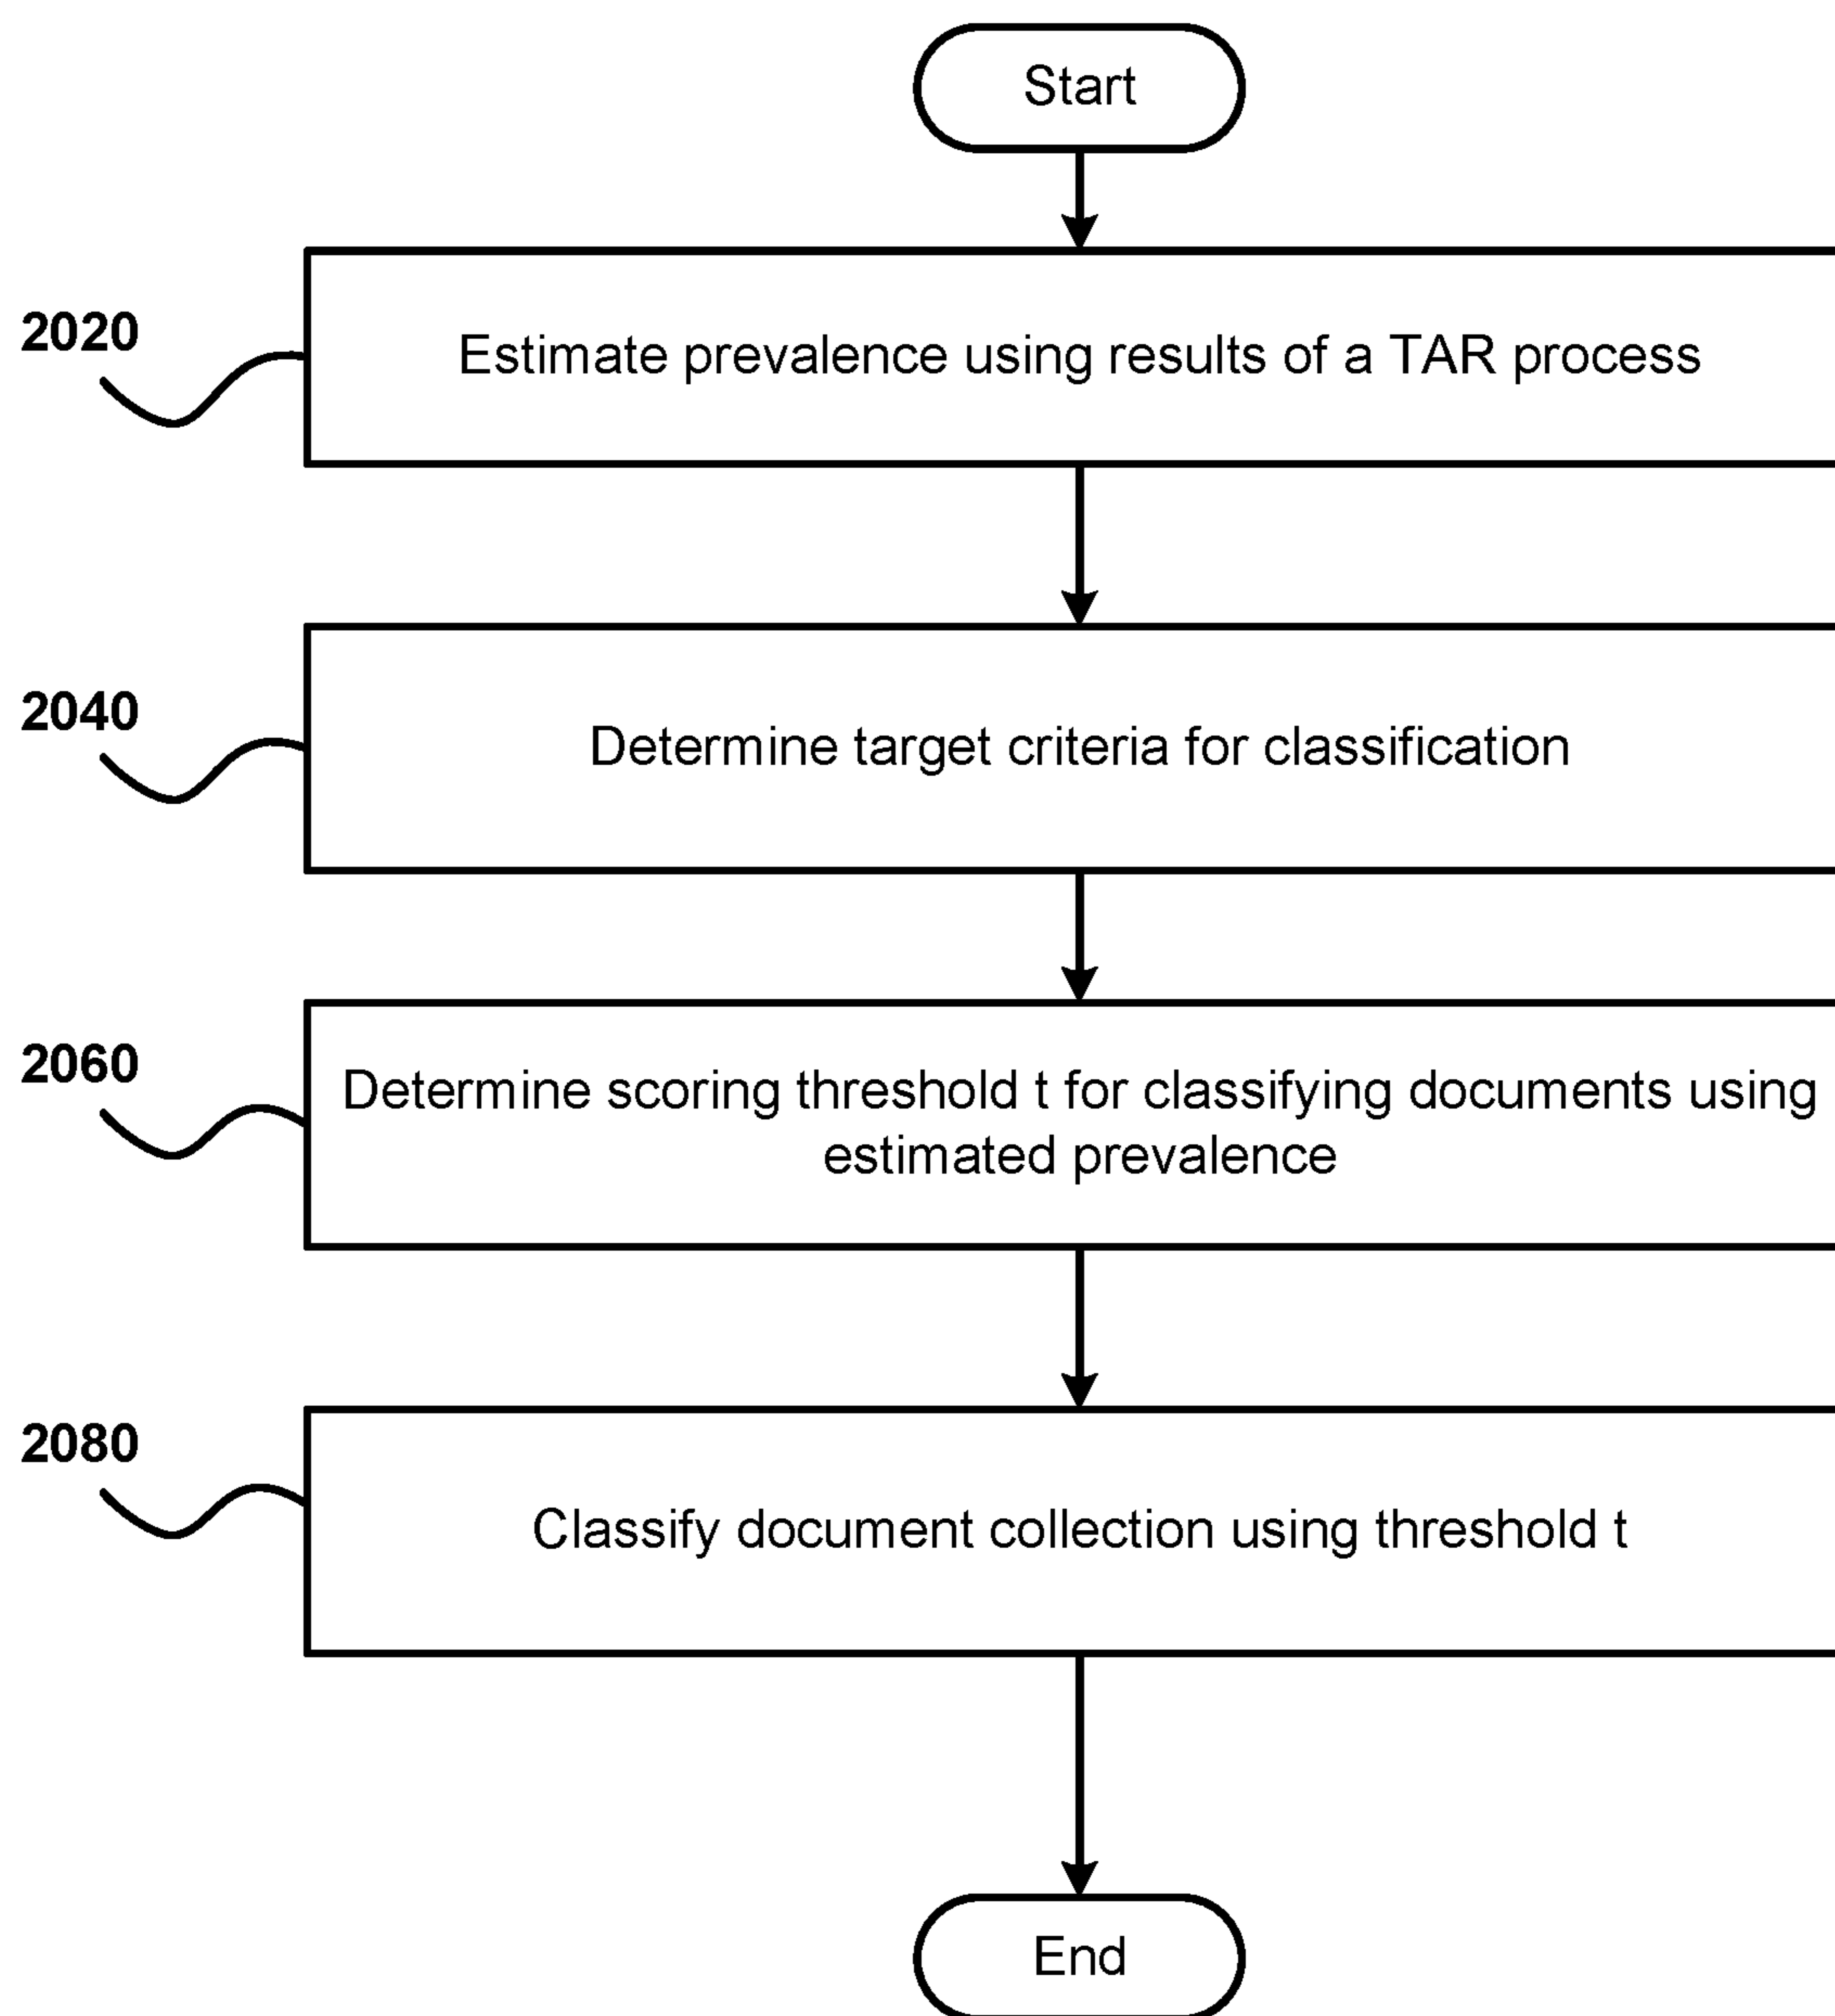 Start
2020
Estimate prevalence using results of a TAR process
2040
Determine target criteria for classification
2060
Determine scoring threshold t for classifying documents using
estimated prevalence
2080
Classify document collection using threshold t
End